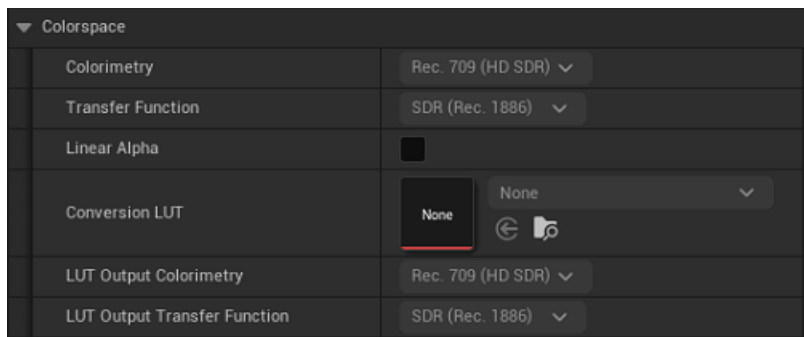 Colorspace
Colorimetry Rec. 709 (HD SDR)
Transfer Function SDR (Rec. 1886)
Linear Alpha
Conversion LUT None None
LUT Output Colorimetry Rec. 709 (HD SDR)
LUT Output Transfer Function SDR (Rec. 1886)